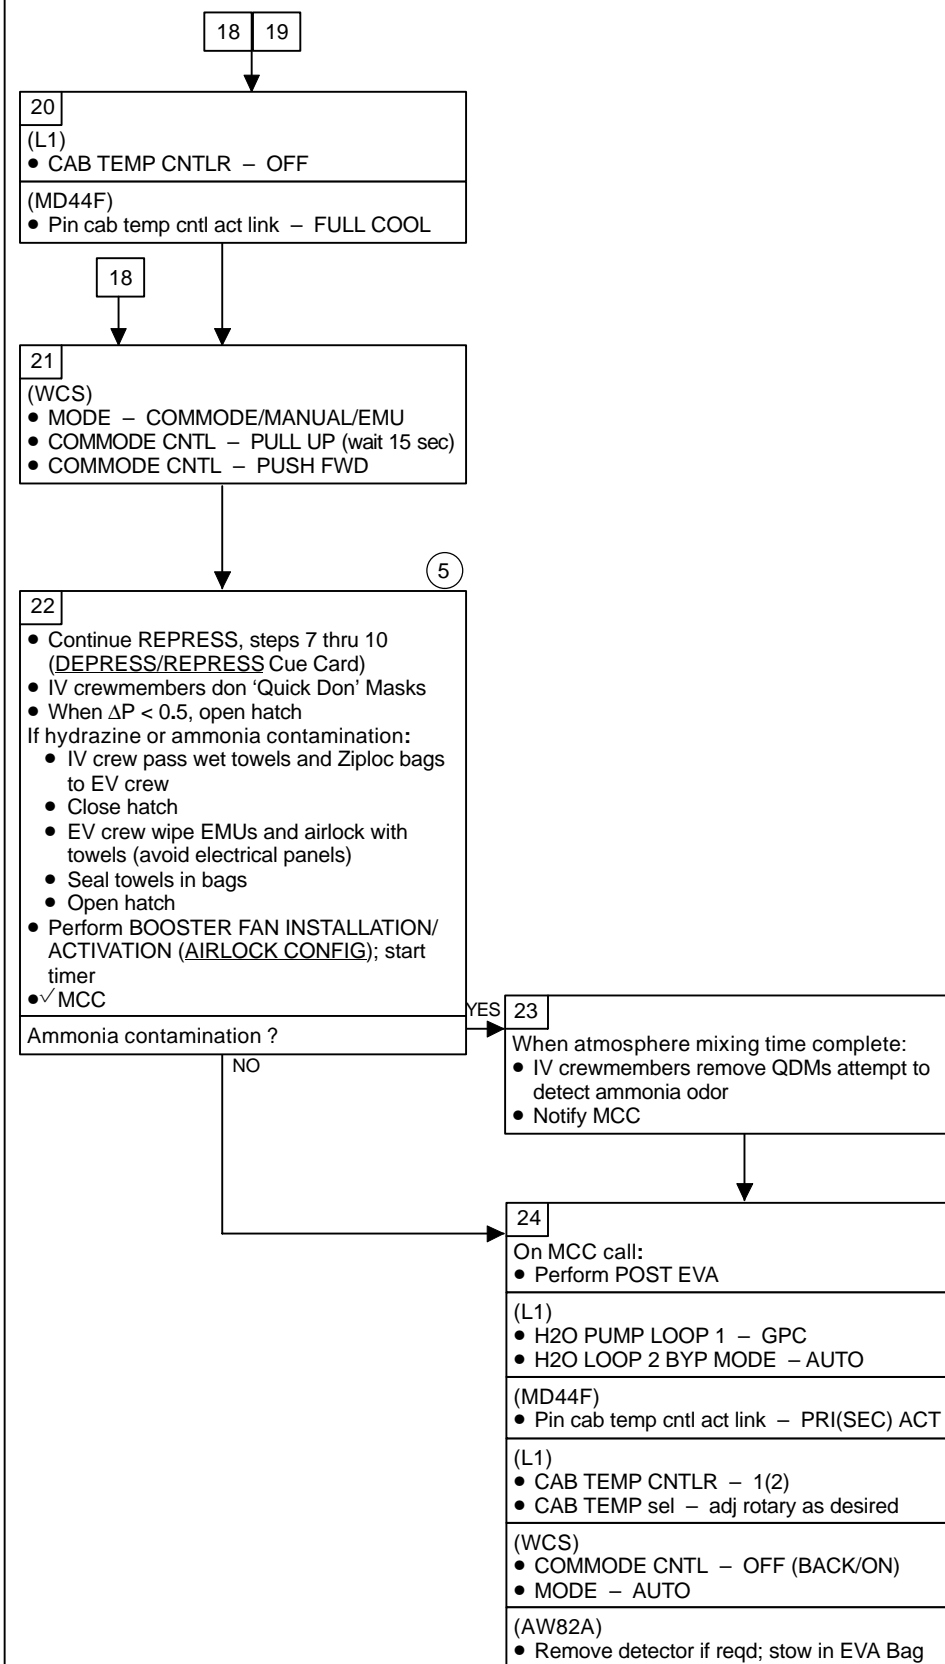 18 19
20
(L1)
● CAB TEMP CNTLR – OFF
(MD44F)
● Pin cab temp cntl act link – FULL COOL
18
21
(WCS)
● MODE – COMMODE/MANUAL/EMU
● COMMODE CNTL – PULL UP (wait 15 sec)
● COMMODE CNTL – PUSH FWD
5
22
● Continue REPRESS, steps 7 thru 10
(DEPRESS/REPRESS Cue Card)
● IV crewmembers don ‘Quick Don’ Masks
● When ΔP < 0.5, open hatch
If hydrazine or ammonia contamination:
● IV crew pass wet towels and Ziploc bags
to EV crew
● Close hatch
● EV crew wipe EMUs and airlock with
towels (avoid electrical panels)
● Seal towels in bags
● Open hatch
● Perform BOOSTER FAN INSTALLATION/
ACTIVATION (AIRLOCK CONFIG); start
timer
●√ MCC
Ammonia contamination ?
YES
NO
23
When atmosphere mixing time complete:
● IV crewmembers remove QDMs attempt to
detect ammonia odor
● Notify MCC
24
On MCC call:
● Perform POST EVA
(L1)
● H2O PUMP LOOP 1 – GPC
● H2O LOOP 2 BYP MODE – AUTO
(MD44F)
● Pin cab temp cntl act link – PRI(SEC) ACT
(L1)
● CAB TEMP CNTLR – 1(2)
● CAB TEMP sel – adj rotary as desired
(WCS)
● COMMODE CNTL – OFF (BACK/ON)
● MODE – AUTO
(AW82A)
● Remove detector if reqd; stow in EVA Bag